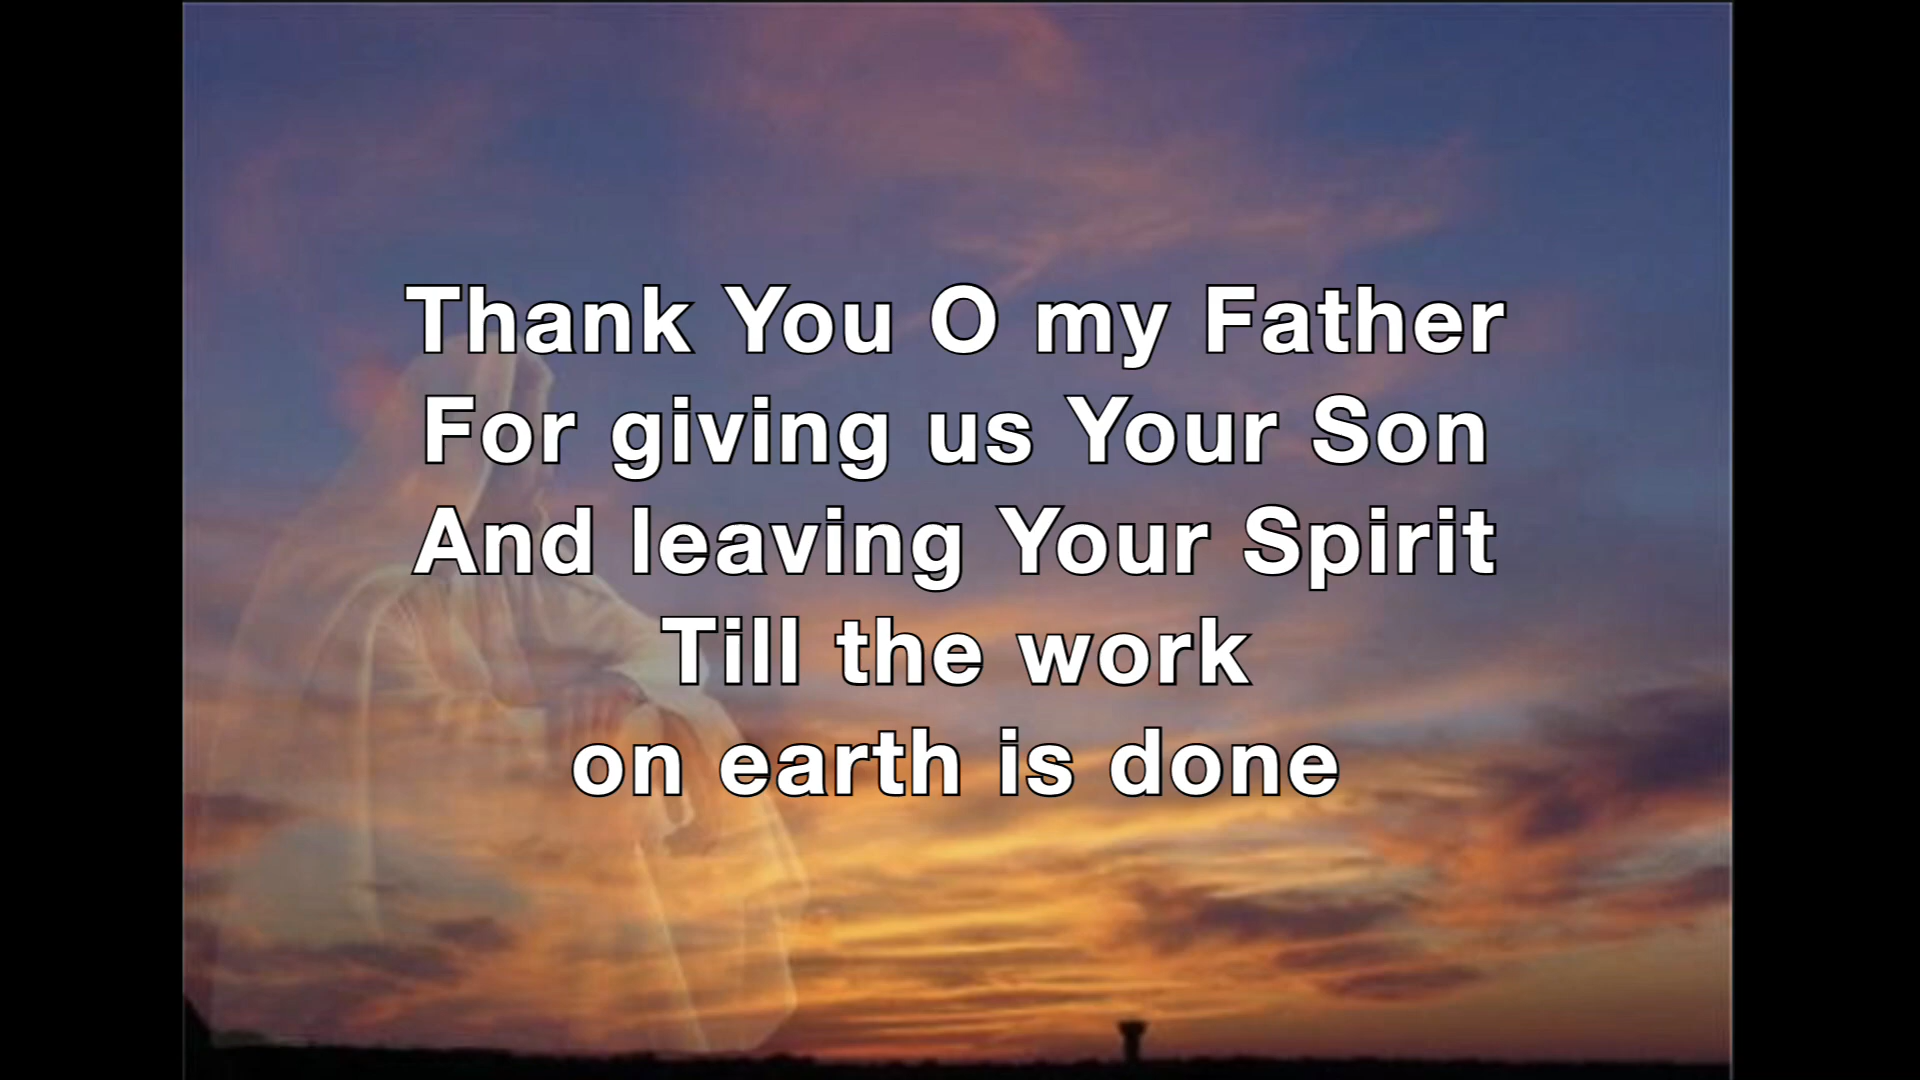 Thank You O my Father
For giving us Your Son
And leaving Your Spirit
Till the work
on earth is done